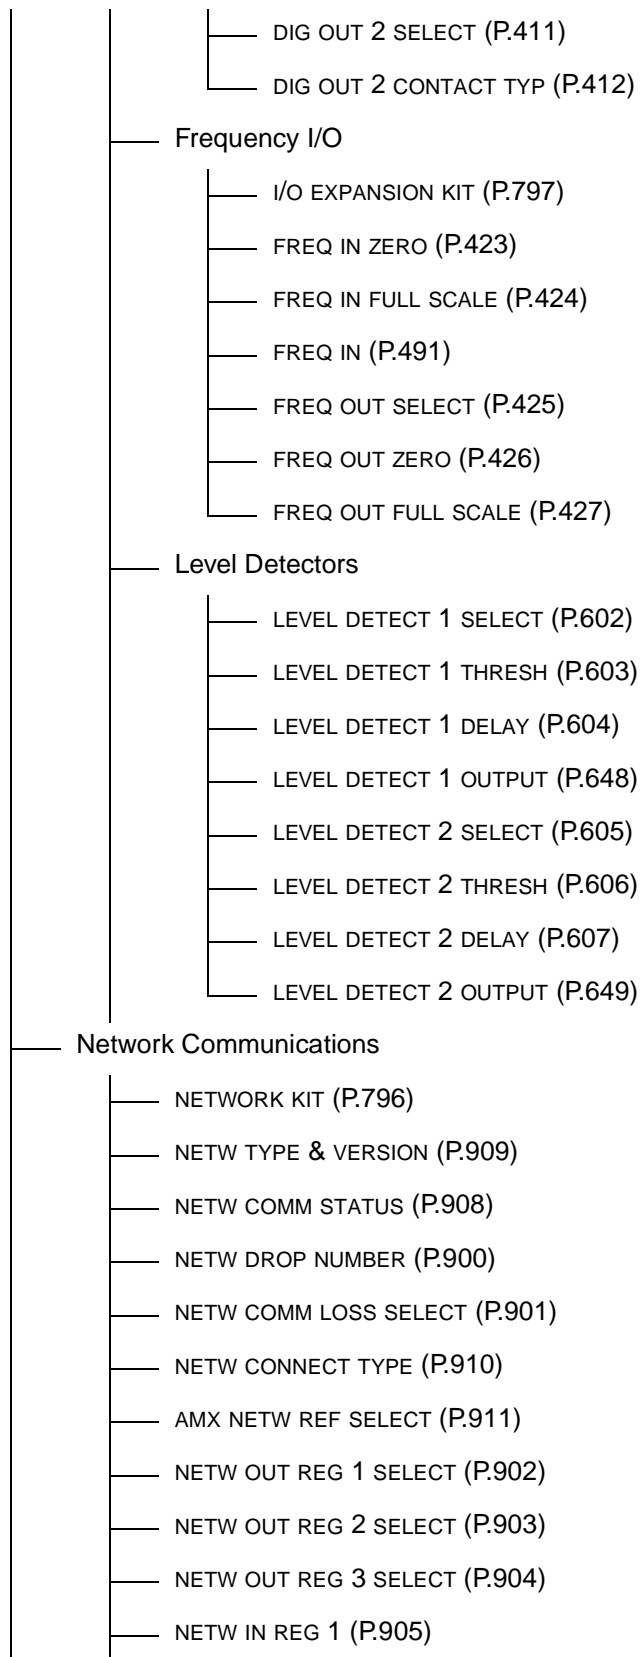 DIG OUT 2 SELECT (P.411)
DIG OUT 2 CONTACT TYP (P.412)
Frequency I/O
I/O EXPANSION KIT (P.797)
FREQ IN ZERO (P.423)
FREQ IN FULL SCALE (P.424)
FREQ IN (P.491)
FREQ OUT SELECT (P.425)
FREQ OUT ZERO (P.426)
FREQ OUT FULL SCALE (P.427)
Level Detectors
LEVEL DETECT 1 SELECT (P.602)
LEVEL DETECT 1 THRESH (P.603)
LEVEL DETECT 1 DELAY (P.604)
LEVEL DETECT 1 OUTPUT (P.648)
LEVEL DETECT 2 SELECT (P.605)
LEVEL DETECT 2 THRESH (P.606)
LEVEL DETECT 2 DELAY (P.607)
LEVEL DETECT 2 OUTPUT (P.649)
Network Communications
NETWORK KIT (P.796)
NETW TYPE & VERSION (P.909)
NETW COMM STATUS (P.908)
NETW DROP NUMBER (P.900)
NETW COMM LOSS SELECT (P.901)
NETW CONNECT TYPE (P.910)
AMX NETW REF SELECT (P.911)
NETW OUT REG 1 SELECT (P.902)
NETW OUT REG 2 SELECT (P.903)
NETW OUT REG 3 SELECT (P.904)
NETW IN REG 1 (P.905)